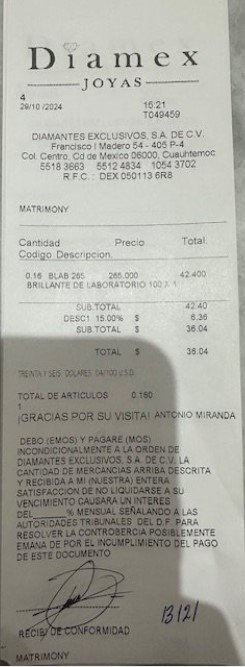 Diamex
JOYAS
4
29/10 /2024 16:21
T049459
DIAMANTES EXCLUSIVOS, S.A. DE C.V.
Francisco I Madero 54 - 405 P-4
Col. Centro, Cd de Mexico 06000, Cuauhtemoc
5518 3663 5512 4834 1054 3702
R.F.C.: DEX 050113 6R8
MATRIMONY
Cantidad Precio Total
Codigo Descripcion.
0.16 BLAB 265 265.000 42.400
BRILLANTE DE LABORATORIO 100 X 1
SUB.TOTAL 42.40
DESC1 15.00% $ 6.36
SUB.TOTAL $ 36.04
TOTAL $ 36.04
TREINTA Y SEIS DOLARES 04/100 U.S.D.
TOTAL DE ARTICULOS 0.160
1
¡GRACIAS POR SU VISITA! ANTONIO MIRANDA
DEBO (EMOS) Y PAGARE (MOS)
INCONDICIONALMENTE A LA ORDEN DE
DIAMANTES EXCLUSIVOS, S.A. DE C.V. LA
CANTIDAD DE MERCANCIAS ARRIBA DESCRITA
Y RECIBIDA A MI (NUESTRA) ENTERA
SATISFACCION DE NO LIQUIDARSE A SU
VENCIMIENTO CAUSARA UN INTERES
DEL______% MENSUAL SEÑALANDO A LAS
AUTORIDADES TRIBUNALES DEL D.F. PARA
RESOLVER LA CONTROBERCIA POSIBLEMENTE
EMANA DE POR EL INCUMPLIMIENTO DEL PAGO
DE ESTE DOCUMENTO
13121
RECIBI DE CONFORMIDAD
MATRIMONY